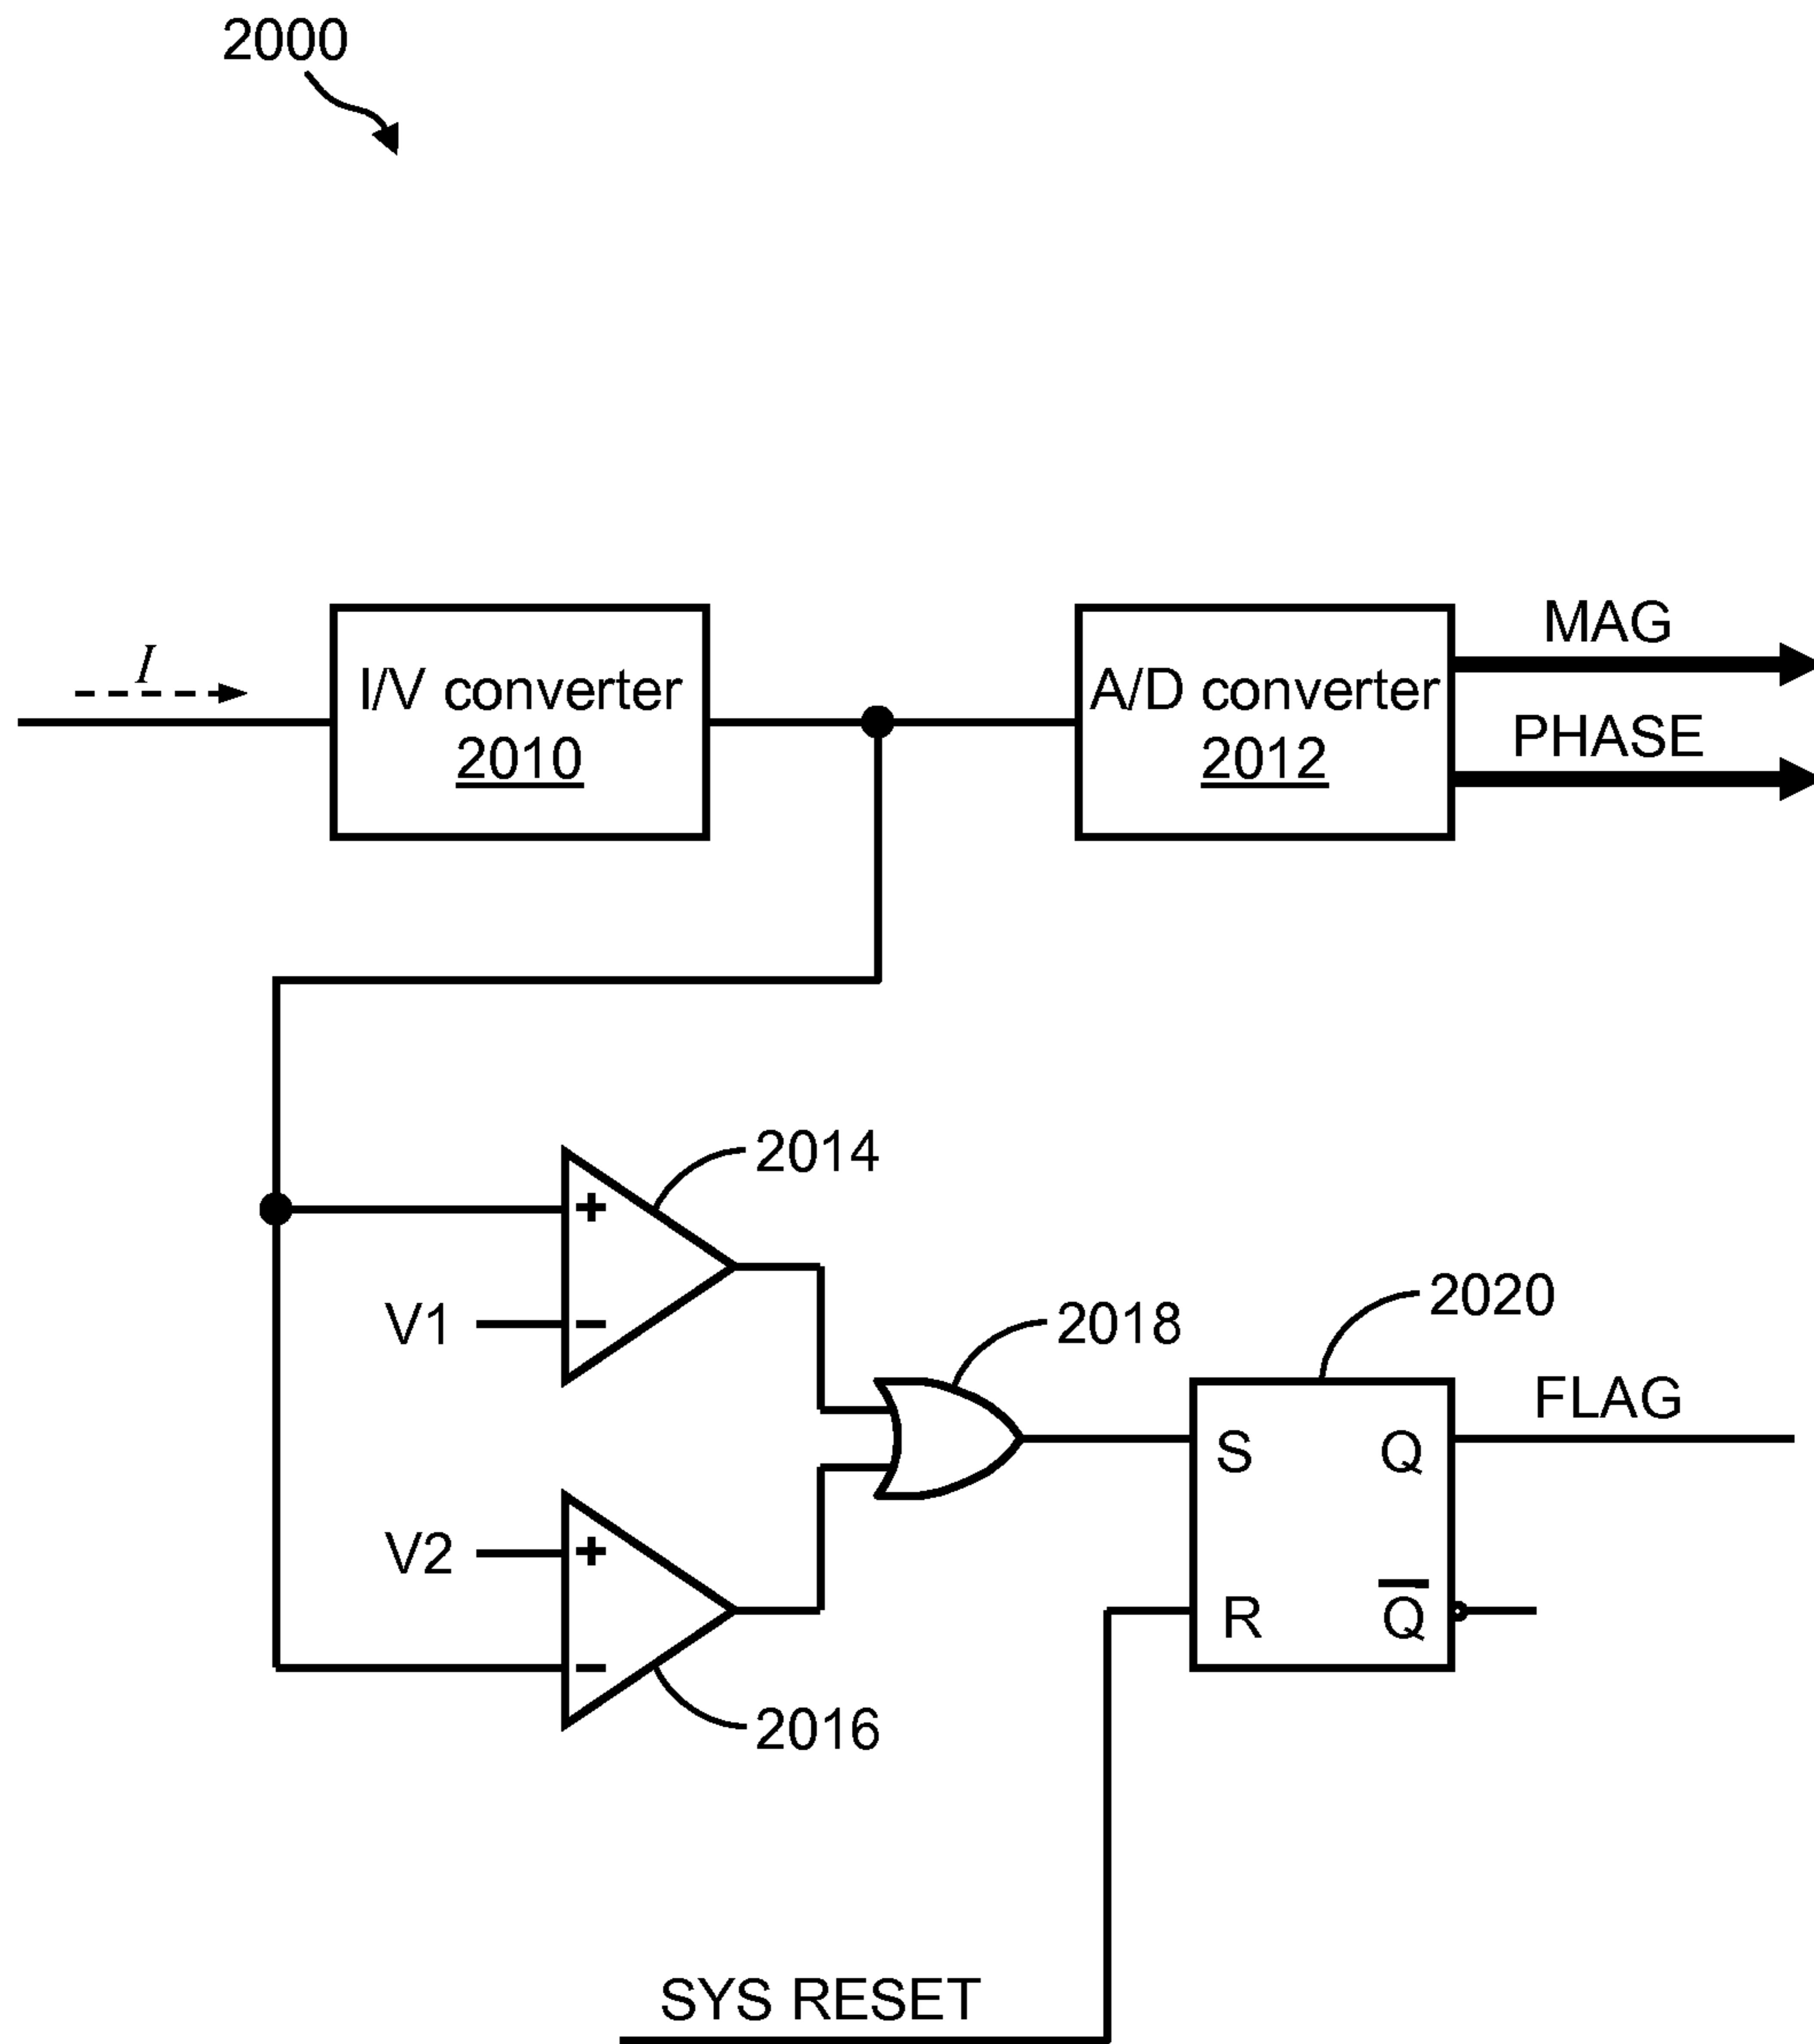 2000
I
I/V converter
2010
A/D converter
2012
MAG
PHASE
2014
+
V1
−
2018
2020
FLAG
S
Q
V2
+
−
R
Q̅
2016
SYS RESET